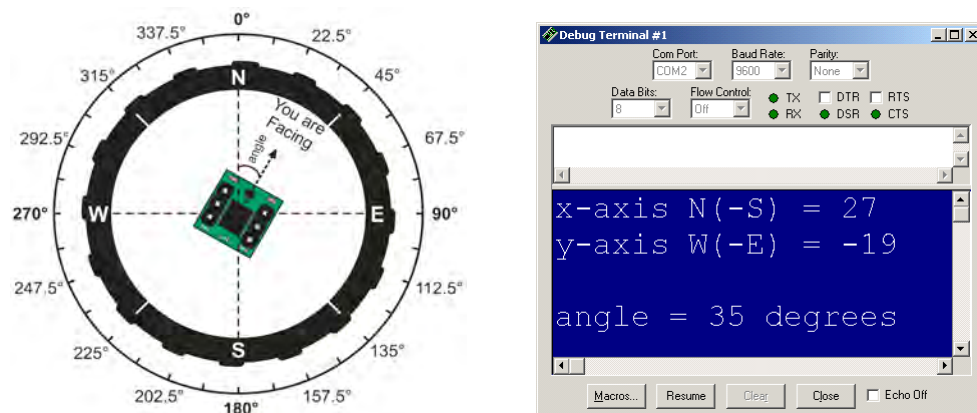 0°
337.5°
22.5°
315°
45°
N
You are
Facing
angle
292.5°
67.5°
270°
W
E
90°
247.5°
112.5°
225°
135°
S
202.5°
157.5°
180°
Debug Terminal #1
Com Port:
Baud Rate:
Parity:
COM2
9600
None
Data Bits:
Flow Control:
8
Off
TX
DTR
RTS
RX
DSR
CTS
x-axis N(-S) = 27
y-axis W(-E) = -19
angle = 35 degrees
Macros...
Resume
Clear
Close
Echo Off